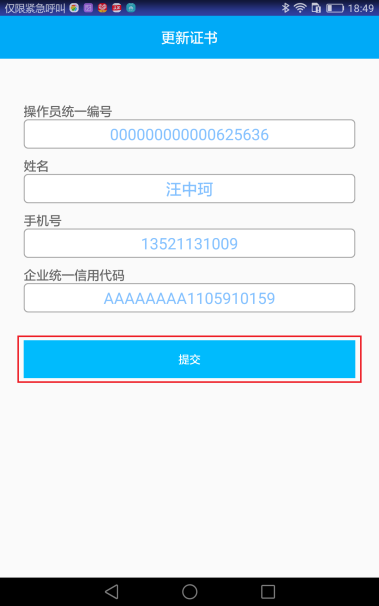 仅限紧急呼叫 18:49
更新证书
操作员统一编号
000000000000625636
姓名
汪中珂
手机号
13521131009
企业统一信用代码
AAAAAAAA1105910159
提交